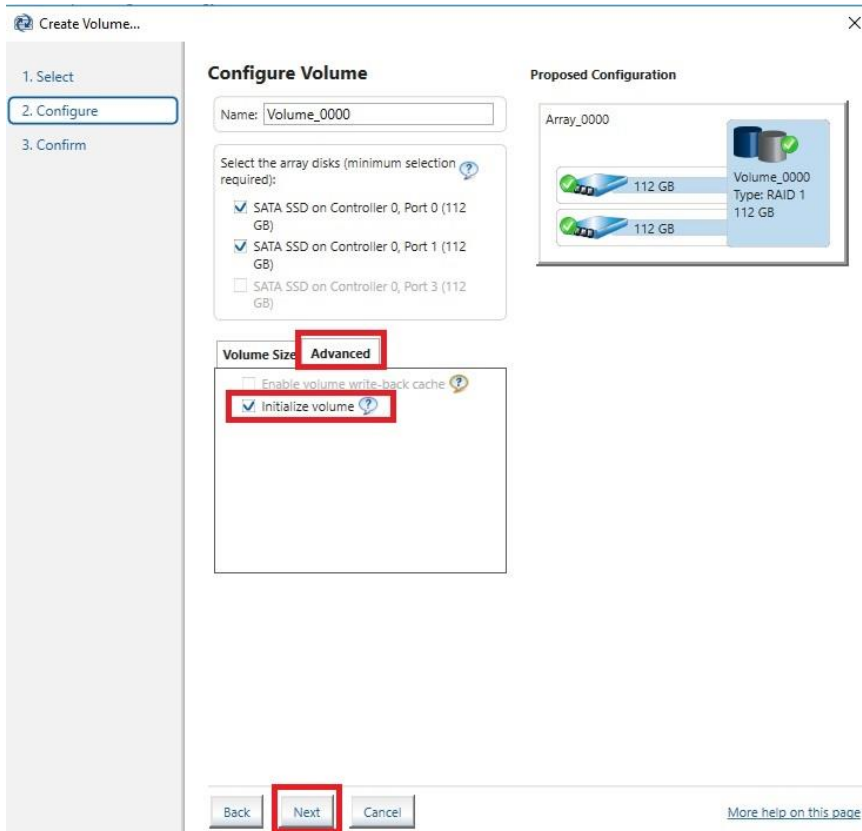 Create Volume...
1. Select
2. Configure
3. Confirm
Configure Volume
Name: Volume_0000
Select the array disks (minimum selection
required):
SATA SSD on Controller 0, Port 0 (112
GB)
SATA SSD on Controller 0, Port 1 (112
GB)
SATA SSD on Controller 0, Port 3 (112
GB)
Volume Size
Advanced
Enable volume write-back cache
Initialize volume
Proposed Configuration
Array_0000
112 GB
112 GB
Volume_0000
Type: RAID 1
112 GB
Back
Next
Cancel
More help on this page